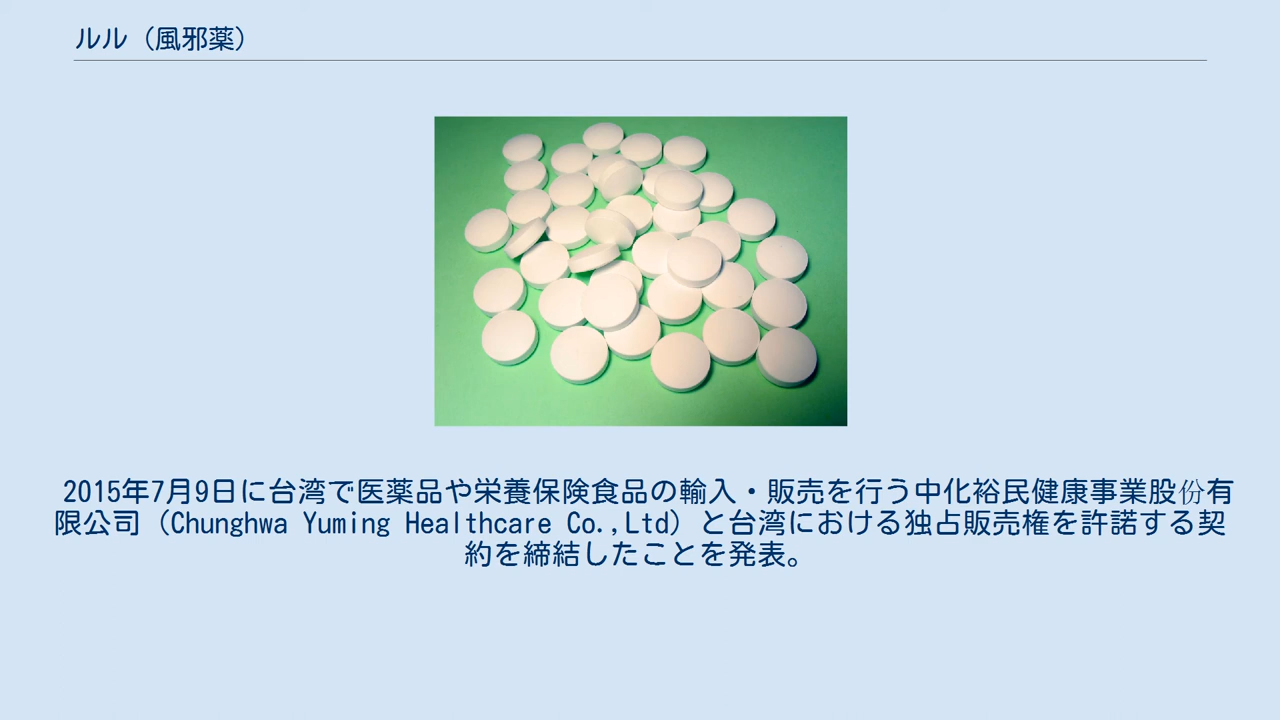 ルル（風邪薬）
2015年7月9日に台湾で医薬品や栄養保険食品の輸入・販売を行う中化裕民健康事業股份有
限公司（Chunghwa Yuming Healthcare Co.,Ltd）と台湾における独占販売権を許諾する契
約を締結したことを発表。